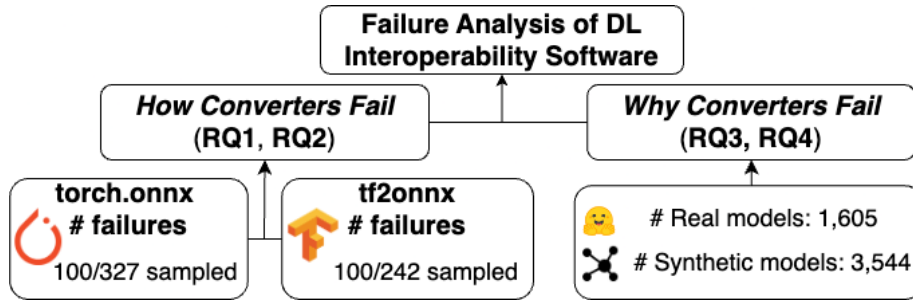 Failure Analysis of DL
Interoperability Software
How Converters Fail
(RQ1, RQ2)
Why Converters Fail
(RQ3, RQ4)
torch.onnx
# failures
100/327 sampled
tf2onnx
# failures
100/242 sampled
# Real models: 1,605
# Synthetic models: 3,544